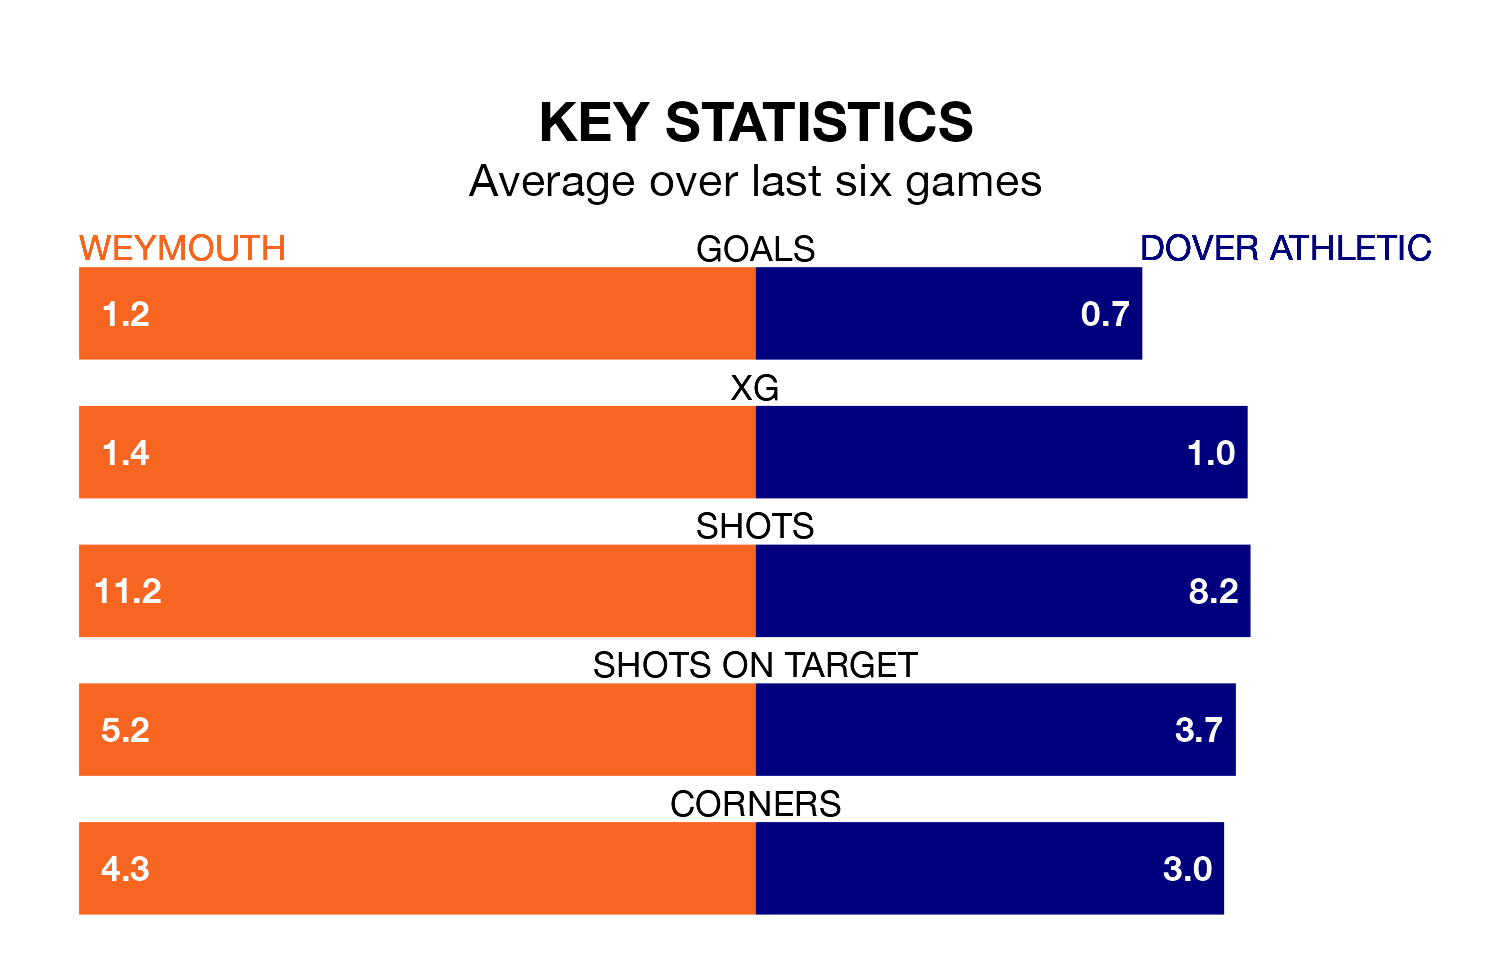 KEY STATISTICS
Average over last six games
WEYMOUTH GOALS DOVER ATHLETIC
1.2 0.7
XG
1.4 1.0
SHOTS
11.2 8.2
SHOTS ON TARGET
5.2 3.7
CORNERS
4.3 3.0